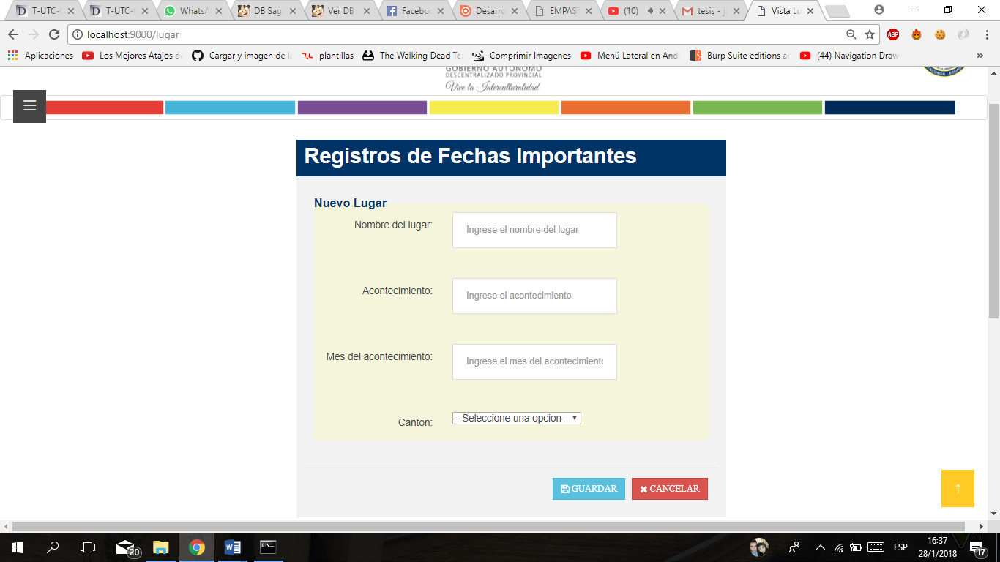 T-UTC-
T-UTC-
WhatsA
DB Sag
Ver DB
Facebo
Desarro
EMPAS
(10)
tesis - j
Vista Lu
localhost:9000/lugar
ABP
Aplicaciones
Los Mejores Atajos d
Cargar y imagen de l
plantillas
The Walking Dead Te
Comprimir Imagenes
Menú Lateral en And
Burp Suite editions a
(44) Navigation Draw
»
GOBIERNO AUTÓNOMO
DESCENTRALIZADO PROVINCIAL
Vive la Interculturalidad
Registros de Fechas Importantes
Nuevo Lugar
Nombre del lugar:
Ingrese el nombre del lugar
Acontecimiento:
Ingrese el acontecimiento
Mes del acontecimiento:
Ingrese el mes del acontecimiento
Canton:
--Seleccione una opcion--
GUARDAR
CANCELAR
↑
20
ESP
16:37
28/1/2018
17